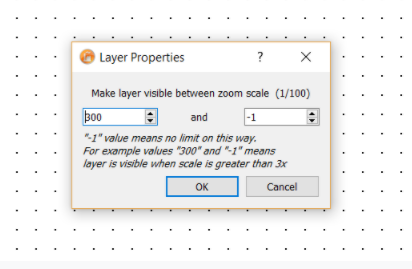 Layer Properties
?
Make layer visible between zoom scale (1/100)
300 and -1
"-1" value means no limit on this way.
For example values "300" and "-1" means
layer is visible when scale is greater than 3x
OK Cancel